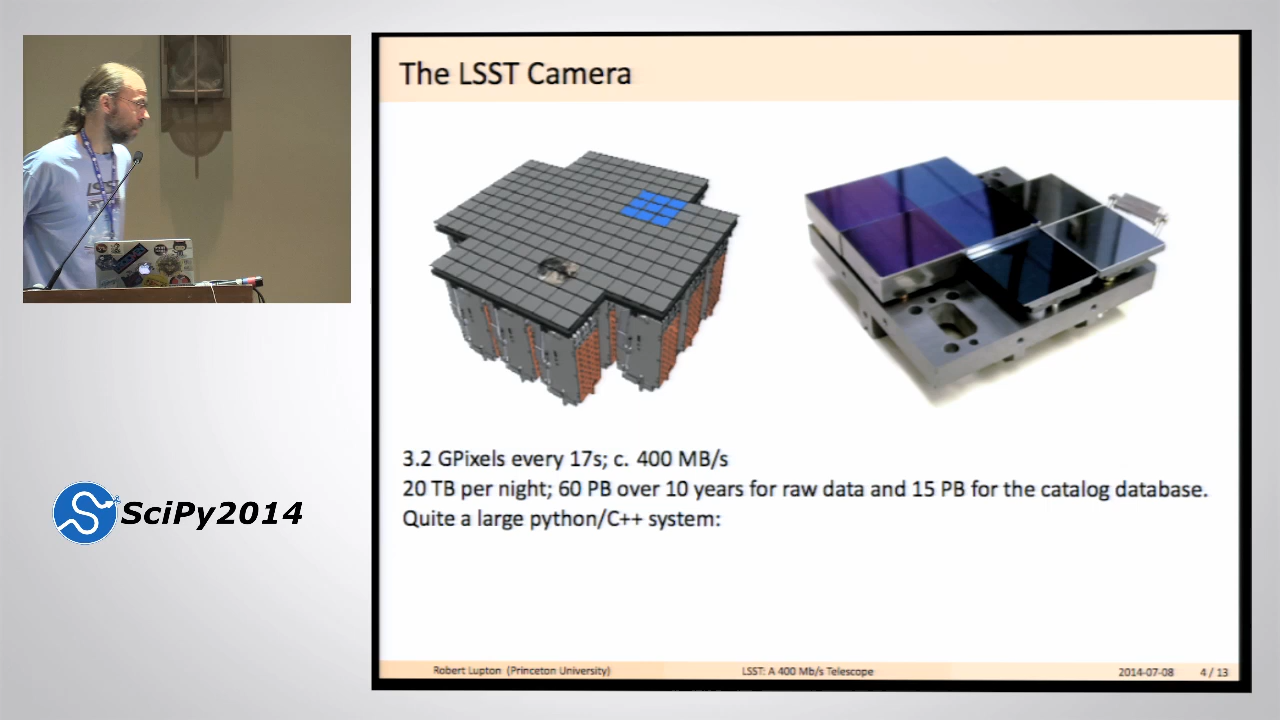 The LSST Camera
3.2 GPixels every 17s; c. 400 MB/s
20 TB per night; 60 PB over 10 years for raw data and 15 PB for the catalog database.
Quite a large python/C++ system:
Robert Lupton (Princeton University) LSST: A 400 Mb/s Telescope 2014-07-08 4 / 13
SciPy2014
LSST